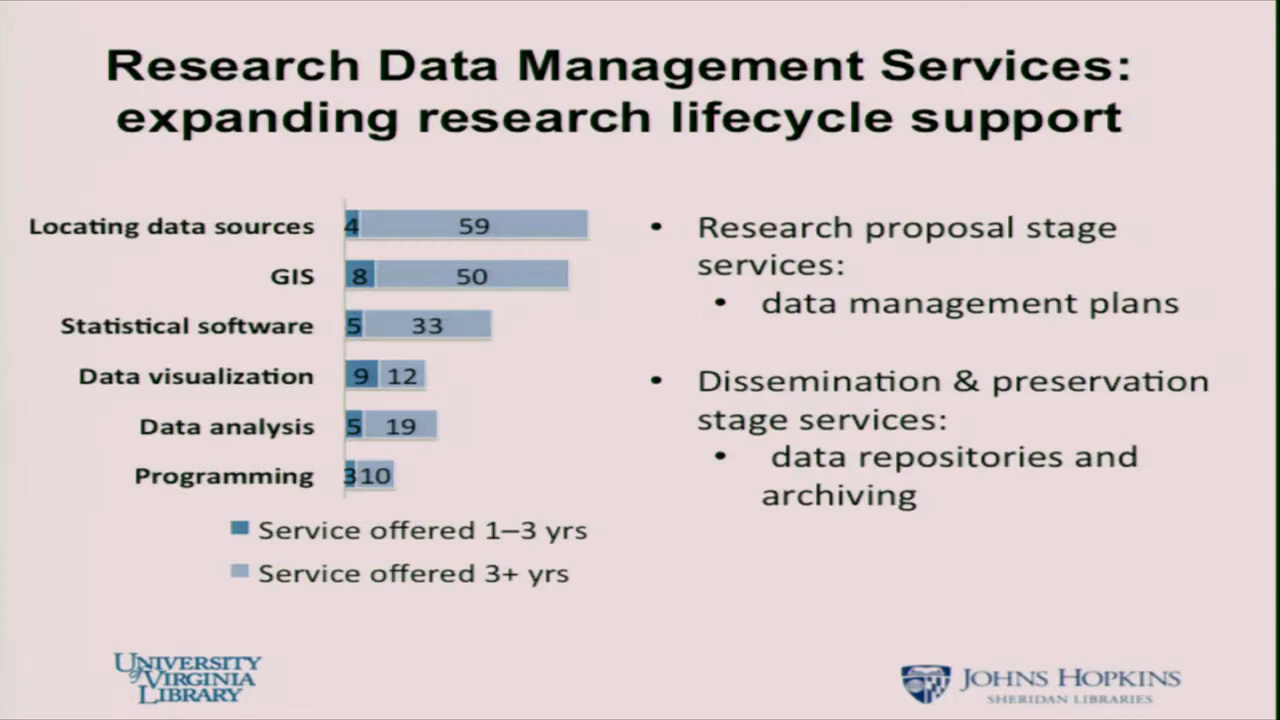 Research Data Management Services:
expanding research lifecycle support
Locating data sources 4 59
GIS 8 50
Statistical software 5 33
Data visualization 9 12
Data analysis 5 19
Programming 3 10
Service offered 1–3 yrs
Service offered 3+ yrs
• Research proposal stage
services:
• data management plans
• Dissemination & preservation
stage services:
• data repositories and
archiving
UNIVERSITY
of VIRGINIA
LIBRARY
JOHNS HOPKINS
SHERIDAN LIBRARIES